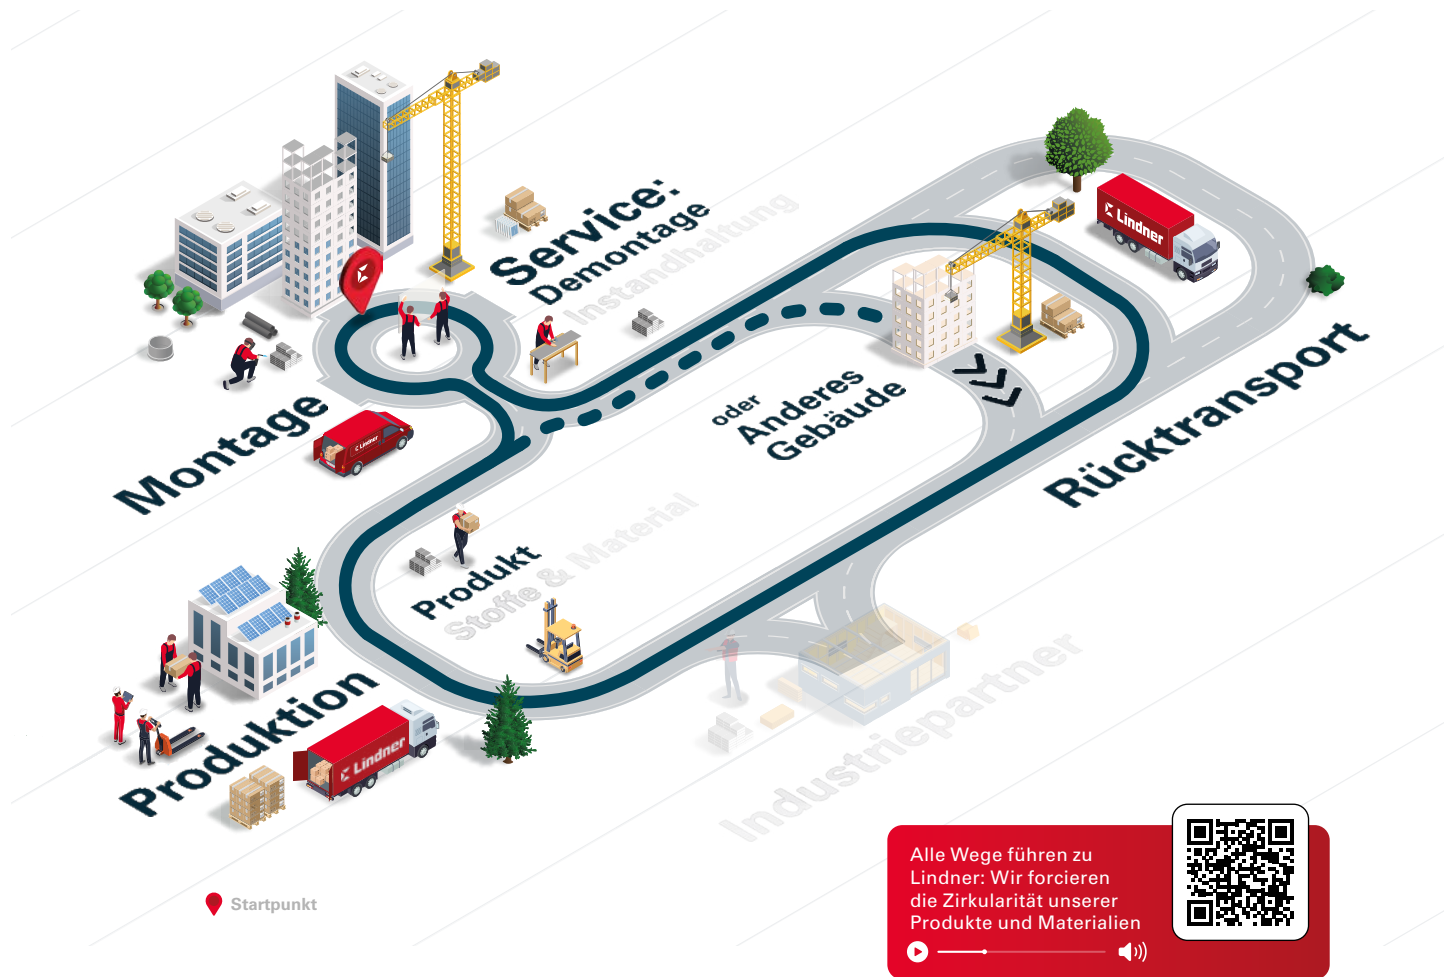 Service:
Demontage
Instandhaltung
Lindner
oder
Anderes
Gebäude
Rücktransport
Montage
Lindner
Produkt
Stoffe & Material
Produktion
Lindner
Industriepartner
Startpunkt
Alle Wege führen zu
Lindner: Wir forcieren
die Zirkularität unserer
Produkte und Materialien